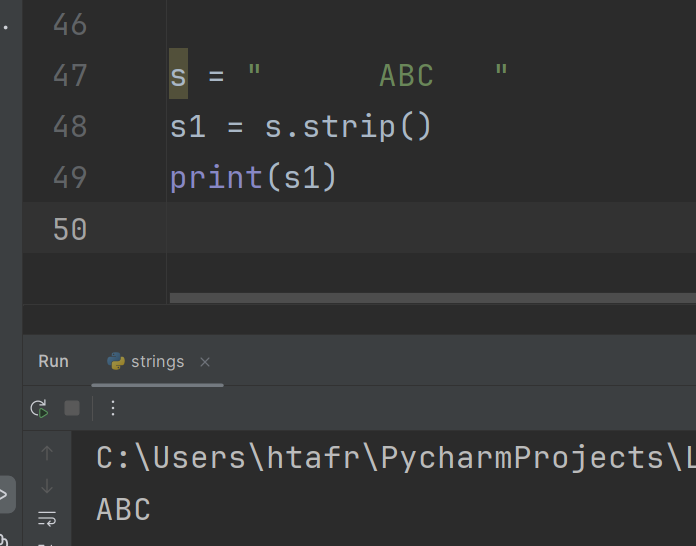 46
47 s = "       ABC    "
48 s1 = s.strip()
49 print(s1)
50
Run strings
C:\Users\htafr\PycharmProjects\L
ABC